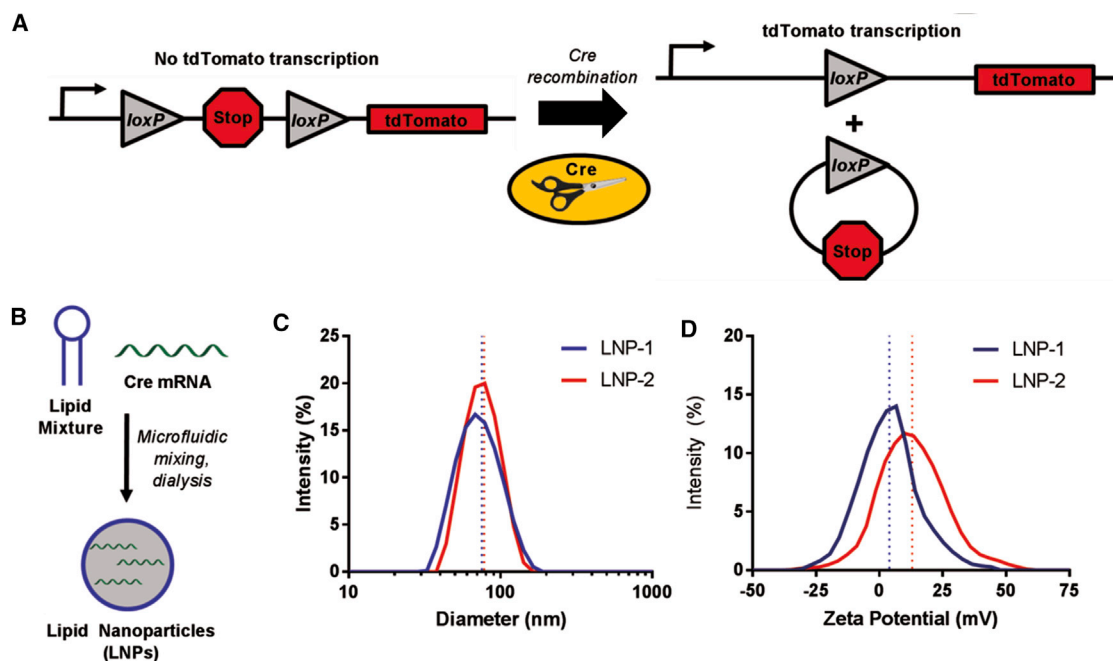 A
No tdTomato transcription
loxP
Stop
loxP
tdTomato
Cre
recombination
Cre
tdTomato transcription
loxP
tdTomato
+
loxP
Stop
B
Lipid
Mixture
Cre mRNA
Microfluidic
mixing,
dialysis
Lipid Nanoparticles
(LNPs)
C
LNP-1
LNP-2
Intensity (%)
25
20
15
10
5
0
10
100
1000
Diameter (nm)
D
LNP-1
LNP-2
Intensity (%)
20
15
10
5
0
-50
-25
0
25
50
75
Zeta Potential (mV)